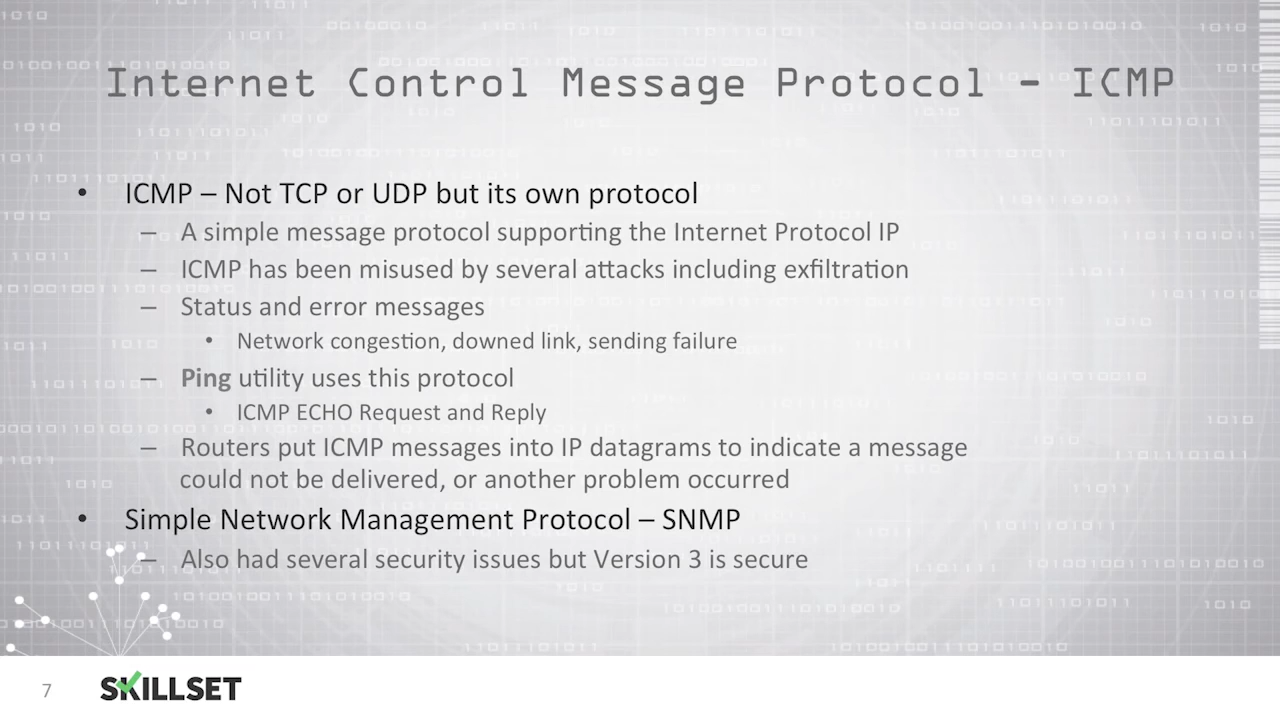 Internet Control Message Protocol – ICMP
• ICMP – Not TCP or UDP but its own protocol
– A simple message protocol supporting the Internet Protocol IP
– ICMP has been misused by several attacks including exfiltration
– Status and error messages
• Network congestion, downed link, sending failure
– Ping utility uses this protocol
• ICMP ECHO Request and Reply
– Routers put ICMP messages into IP datagrams to indicate a message
could not be delivered, or another problem occurred
• Simple Network Management Protocol – SNMP
– Also had several security issues but Version 3 is secure
7
SKILLSET